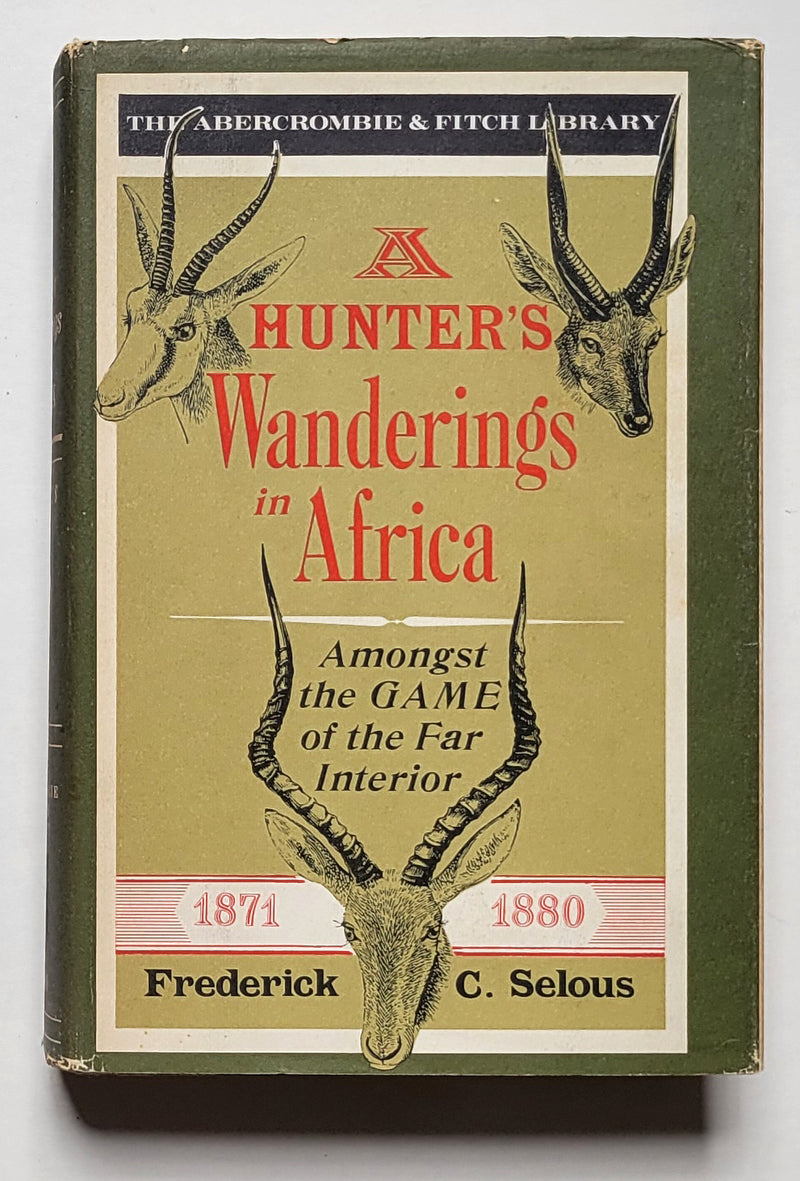 THE ABERCROMBIE & FITCH LIBRARY
A
HUNTER'S
Wanderings
in
Africa
Amongst
the GAME
of the Far
Interior
1871 1880
Frederick C. Selous